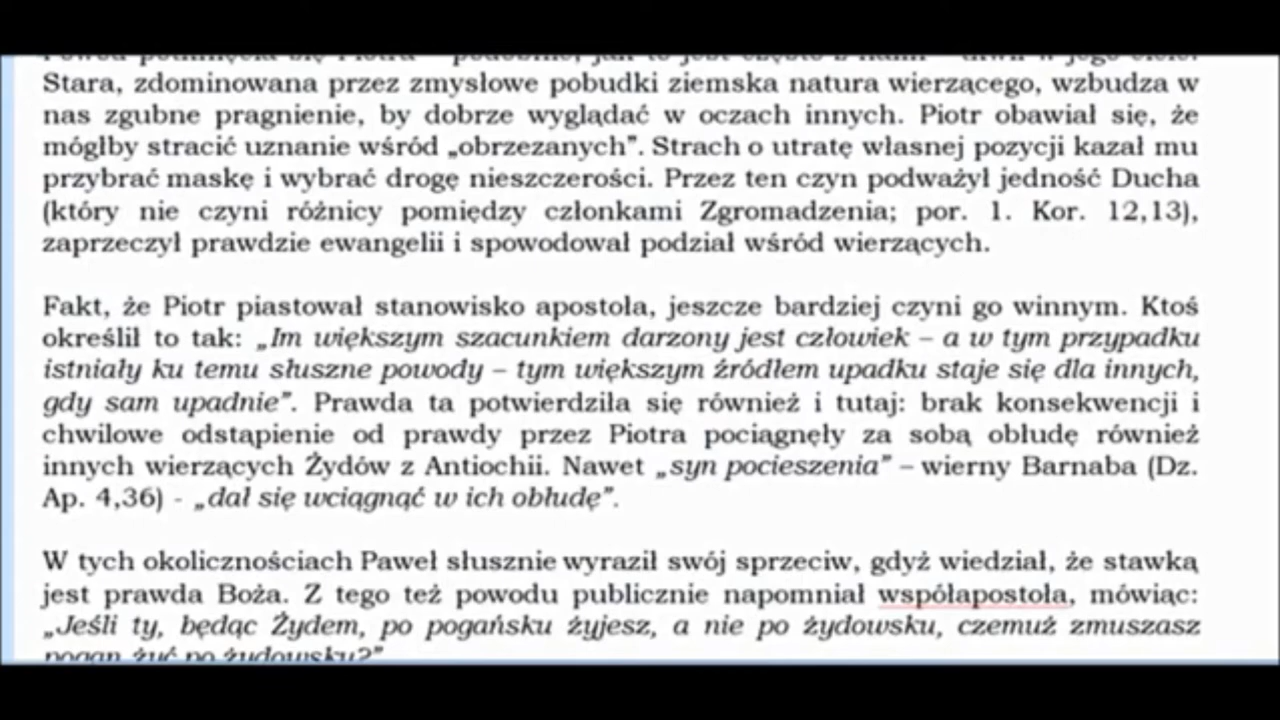 Stara, zdominowana przez zmysłowe pobudki ziemska natura wierzącego, wzbudza w
nas zgubne pragnienie, by dobrze wyglądać w oczach innych. Piotr obawiał się, że
mógłby stracić uznanie wśród „obrzezanych”. Strach o utratę własnej pozycji kazał mu
przybrać maskę i wybrać drogę nieszczerości. Przez ten czyn podważył jedność Ducha
(który nie czyni różnicy pomiędzy członkami Zgromadzenia; por. 1. Kor. 12,13),
zaprzeczył prawdzie ewangelii i spowodował podział wśród wierzących.
Fakt, że Piotr piastował stanowisko apostoła, jeszcze bardziej czyni go winnym. Ktoś
określił to tak: „Im większym szacunkiem darzony jest człowiek – a w tym przypadku
istniały ku temu słuszne powody – tym większym źródłem upadku staje się dla innych,
gdy sam upadnie”. Prawda ta potwierdziła się również i tutaj: brak konsekwencji i
chwilowe odstąpienie od prawdy przez Piotra pociągnęły za sobą obłudę również
innych wierzących Żydów z Antiochii. Nawet „syn pocieszenia” – wierny Barnaba (Dz.
Ap. 4,36) - „dał się wciągnąć w ich obłudę”.
W tych okolicznościach Paweł słusznie wyraził swój sprzeciw, gdyż wiedział, że stawką
jest prawda Boża. Z tego też powodu publicznie napomniał współapostoła, mówiąc:
„Jeśli ty, będąc Żydem, po pogańsku żyjesz, a nie po żydowsku, czemuż zmuszasz
pogan żyć po żydowsku?”